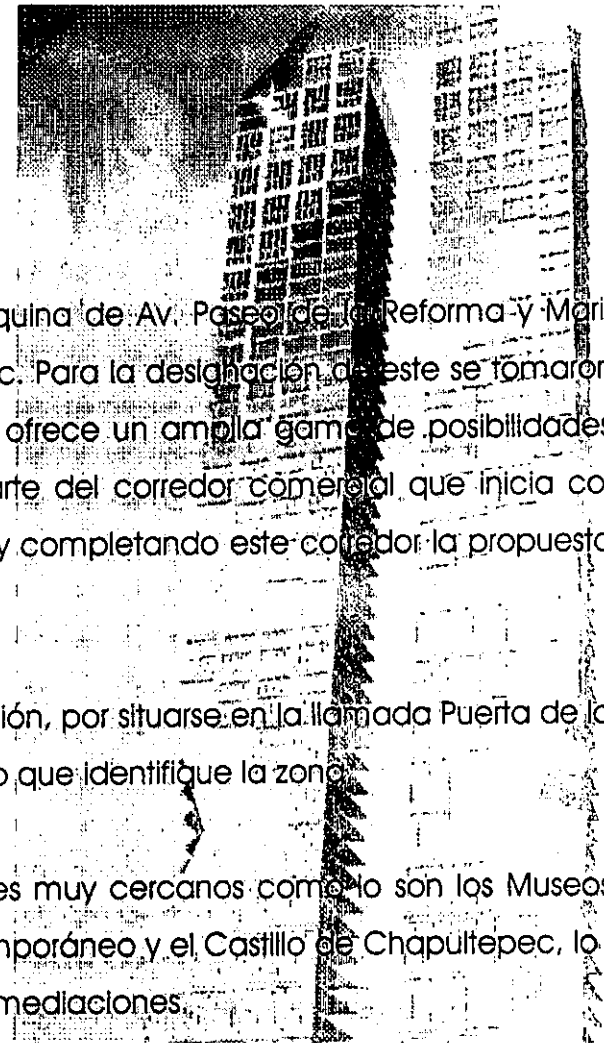 quina de Av. Paseo de la Reforma y Mari
c. Para la designación de este se tomaron
ofrece un amplia gama de posibilidades
arte del corredor comercial que inicia co
y completando este corredor la propuesta
ión, por situarse en la llamada Puerta de la
o que identifique la zona
es muy cercanos como lo son los Museos
mporáneo y el Castillo de Chapultepec, lo
mediaciones.